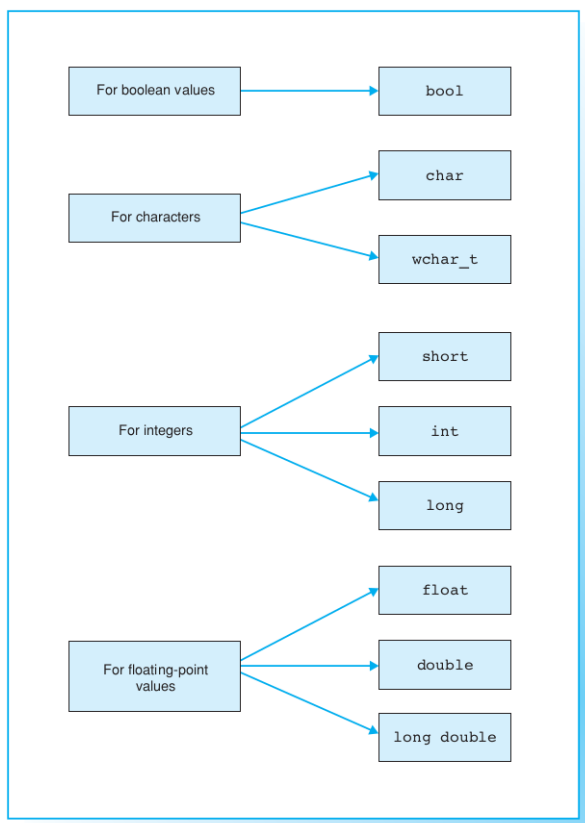 For boolean values
bool
For characters
char
wchar_t
For integers
short
int
long
For floating-point
values
float
double
long double